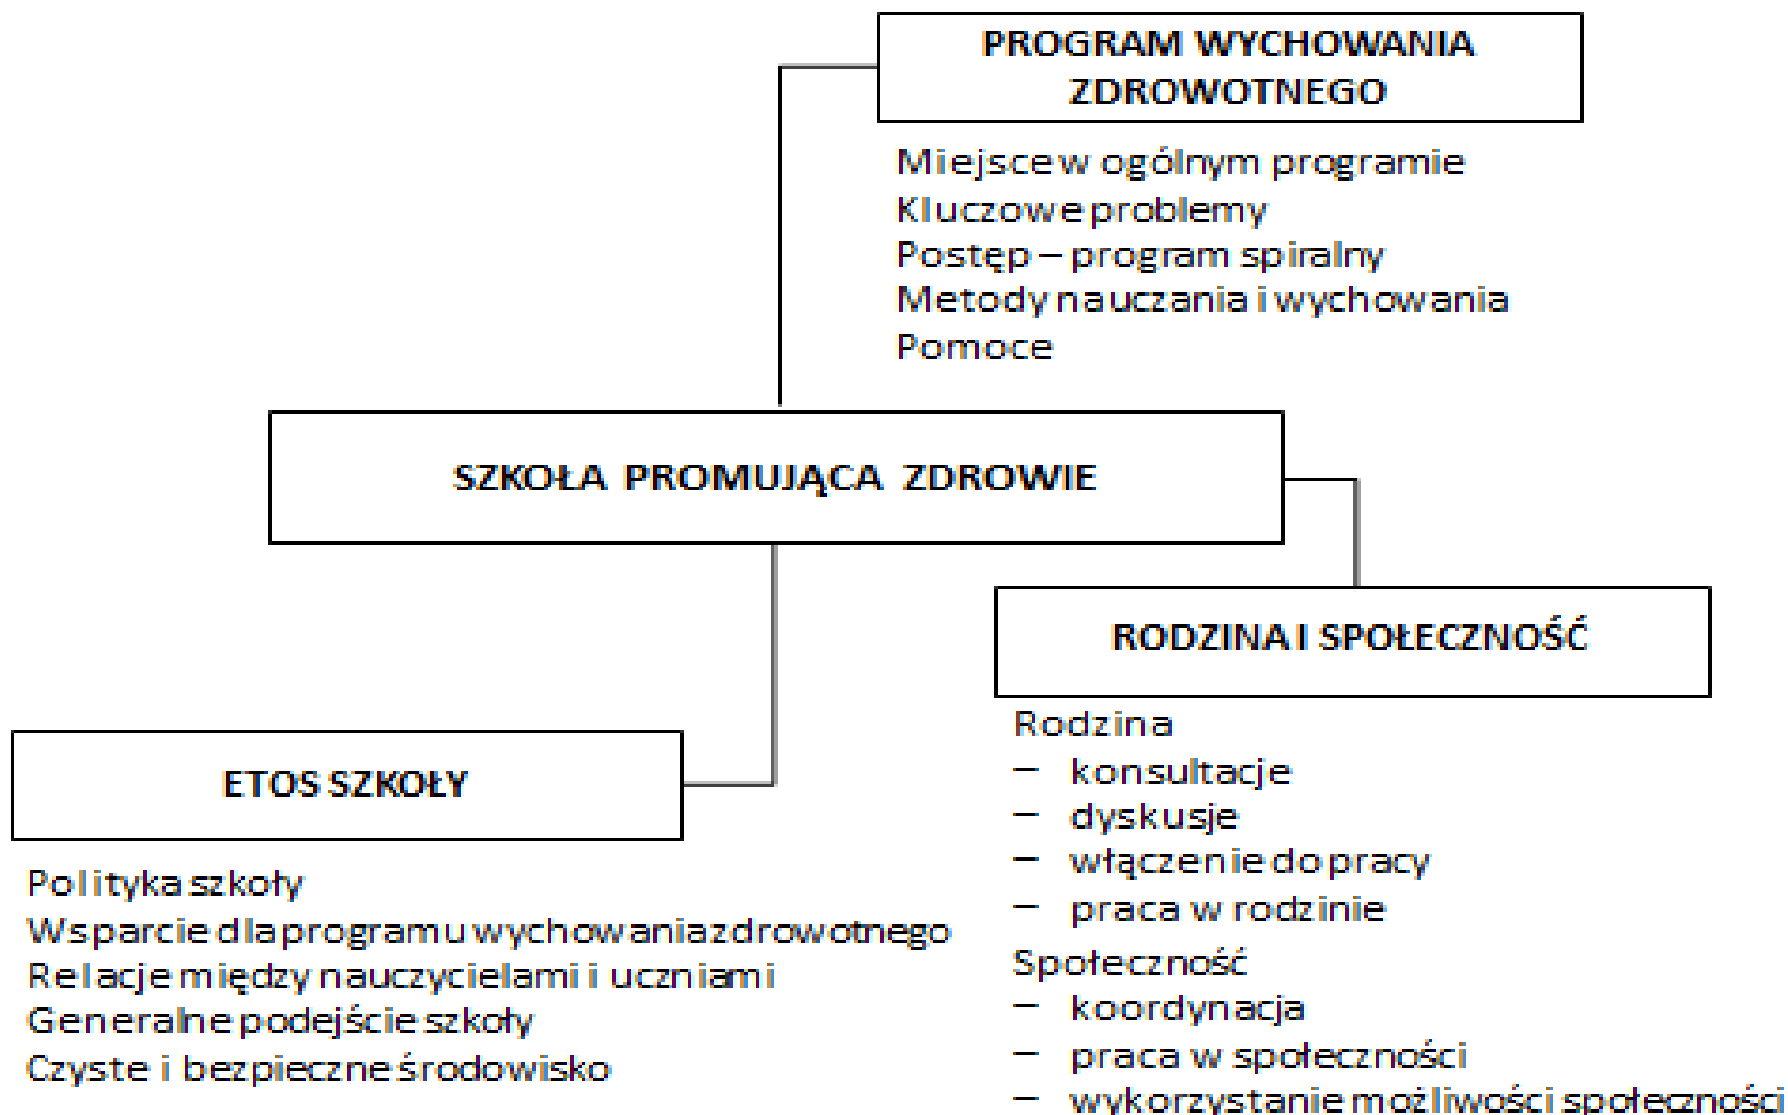 PROGRAM WYCHOWANIA
ZDROWOTNEGO
Miejsce w ogólnym programie
Kluczowe problemy
Postęp – program spiralny
Metody nauczania i wychowania
Pomoce
SZKOŁA PROMUJĄCA ZDROWIE
RODZINA I SPOŁECZNOŚĆ
Rodzina
– konsultacje
– dyskusje
– włączenie do pracy
– praca w rodzinie
Społeczność
– koordynacja
– praca w społeczności
– wykorzystanie możliwości społeczności
ETOS SZKOŁY
Polityka szkoły
Wsparcie dla programu wychowania zdrowotnego
Relacje między nauczycielami i uczniami
Generalne podejście szkoły
Czyste i bezpieczne środowisko